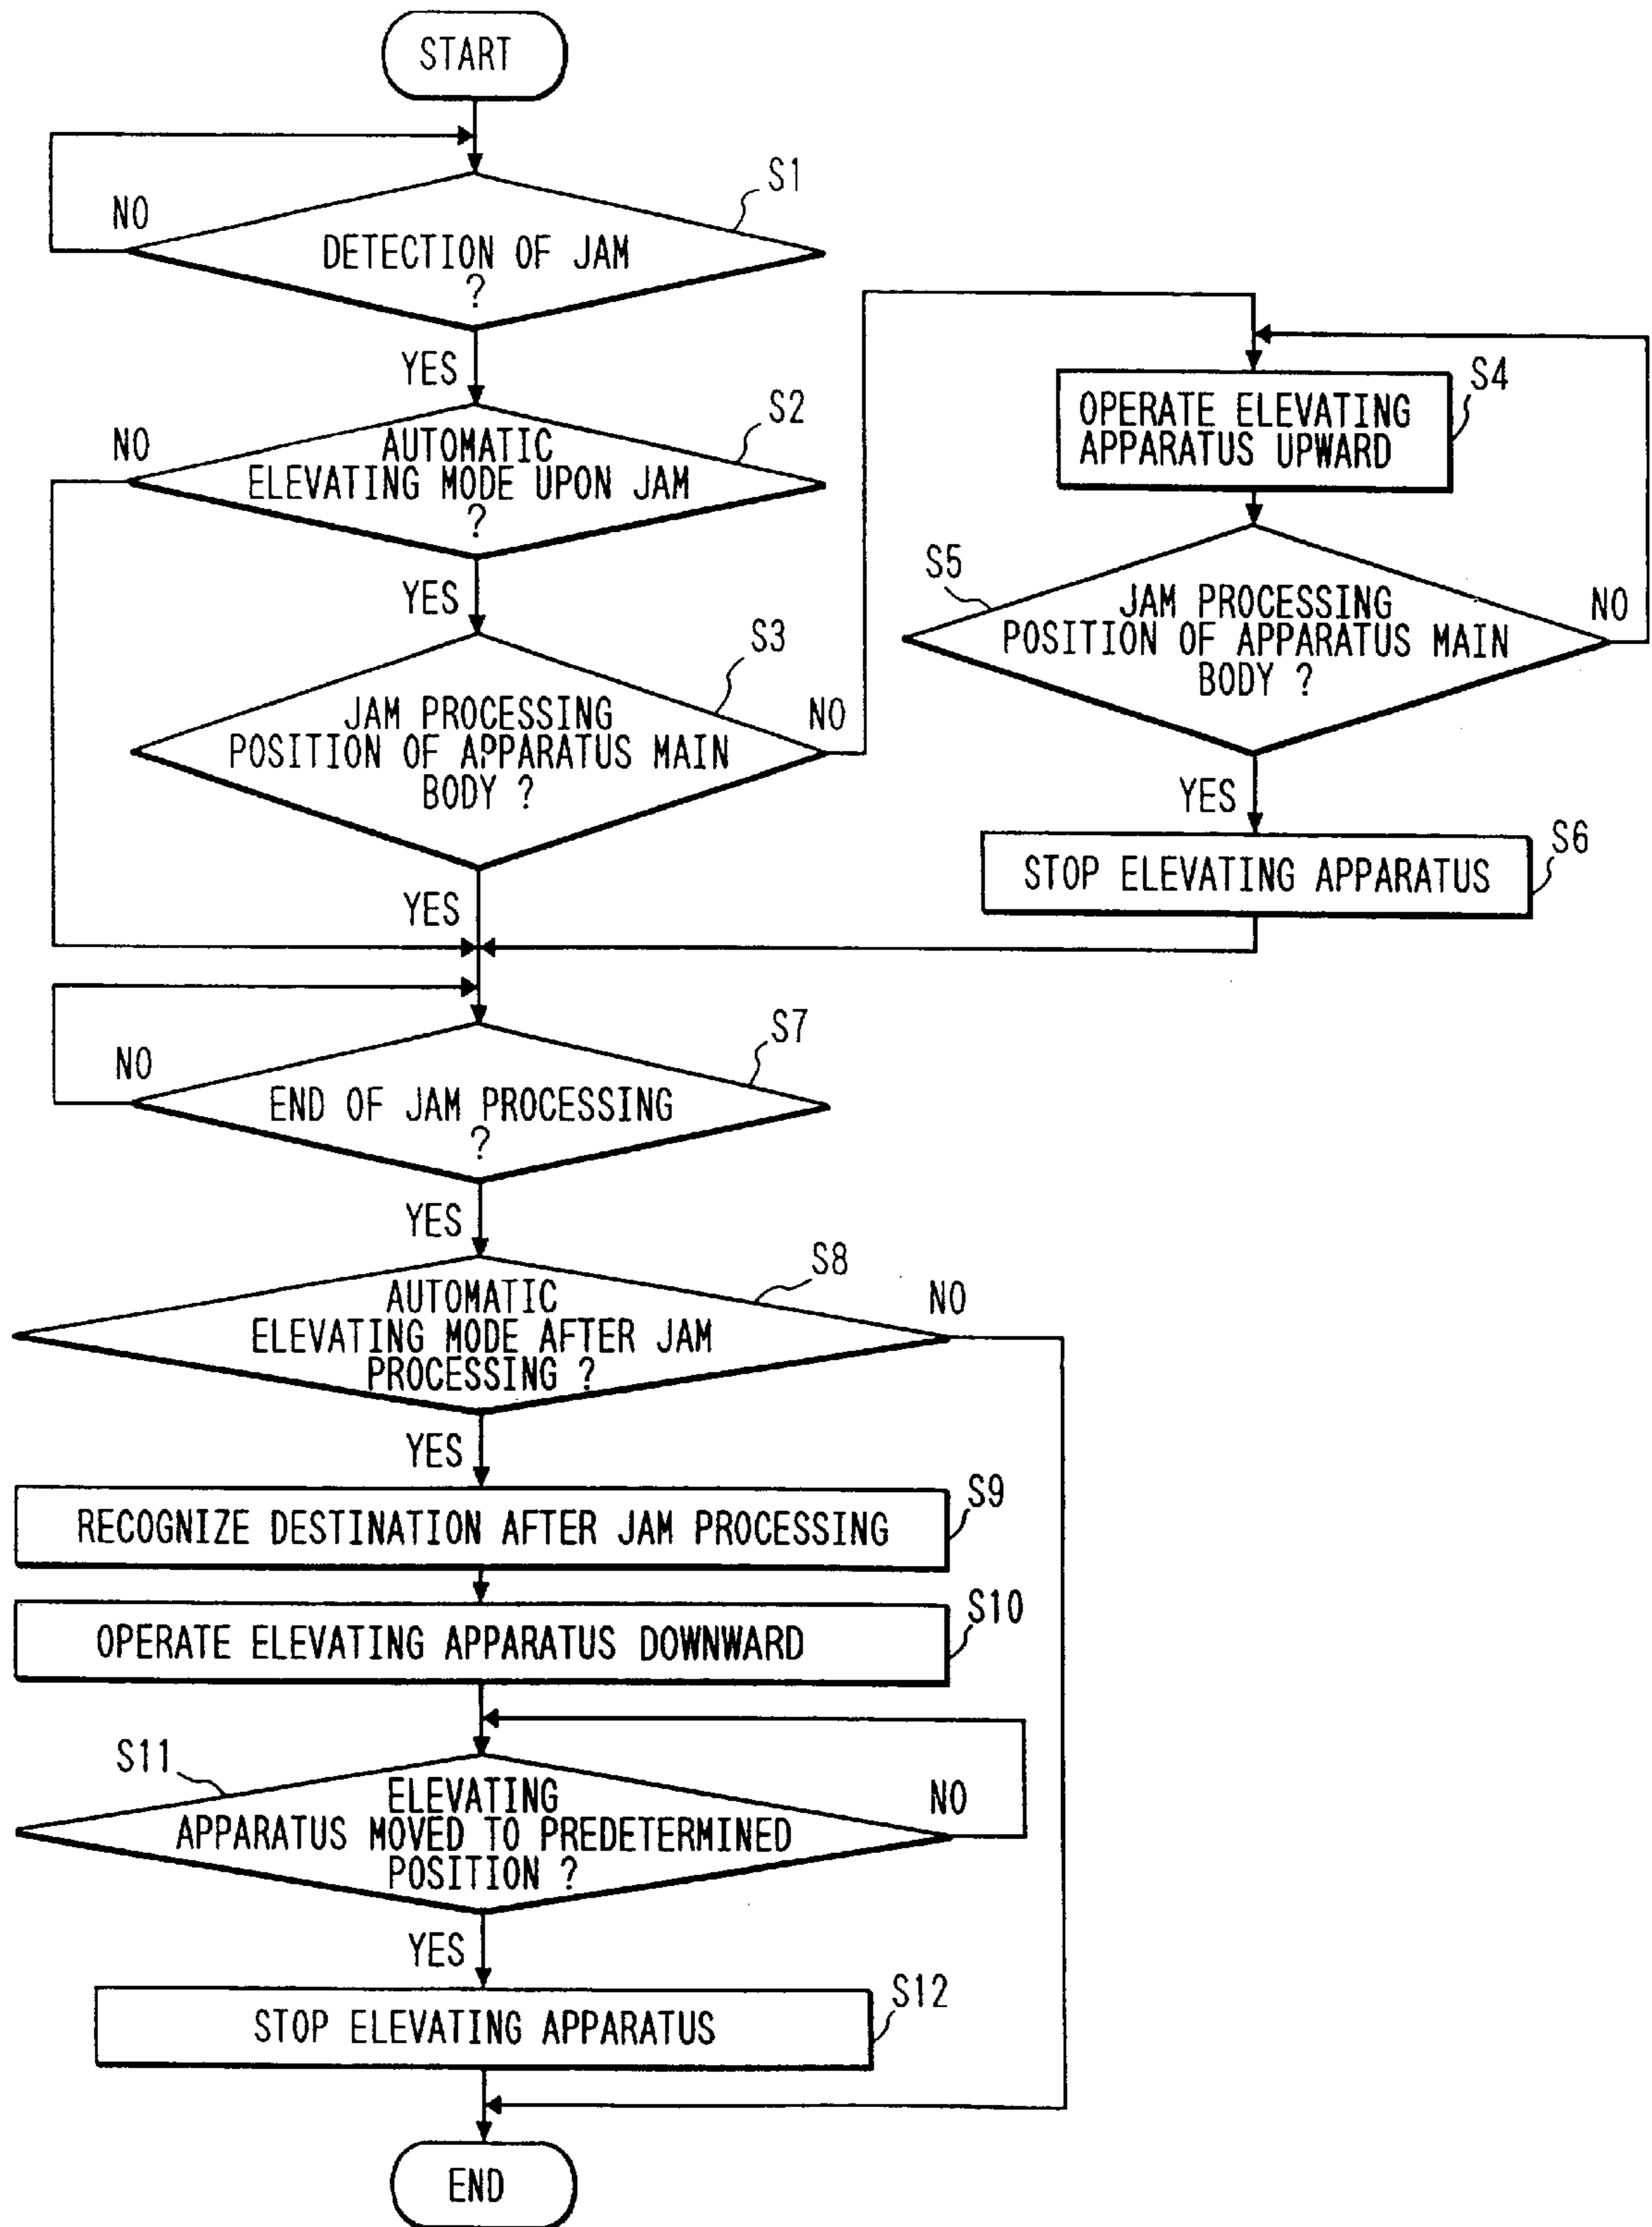 START
S1
NO
DETECTION OF JAM
?
YES
S2
NO
AUTOMATIC
ELEVATING MODE UPON JAM
?
YES
S3
JAM PROCESSING
POSITION OF APPARATUS MAIN
BODY ?
NO
YES
S4
OPERATE ELEVATING
APPARATUS UPWARD
S5
JAM PROCESSING
POSITION OF APPARATUS MAIN
BODY ?
NO
YES
S6
STOP ELEVATING APPARATUS
S7
NO
END OF JAM PROCESSING
?
YES
S8
NO
AUTOMATIC
ELEVATING MODE AFTER JAM
PROCESSING ?
YES
S9
RECOGNIZE DESTINATION AFTER JAM PROCESSING
S10
OPERATE ELEVATING APPARATUS DOWNWARD
S11
ELEVATING
APPARATUS MOVED TO PREDETERMINED
POSITION ?
NO
YES
S12
STOP ELEVATING APPARATUS
END